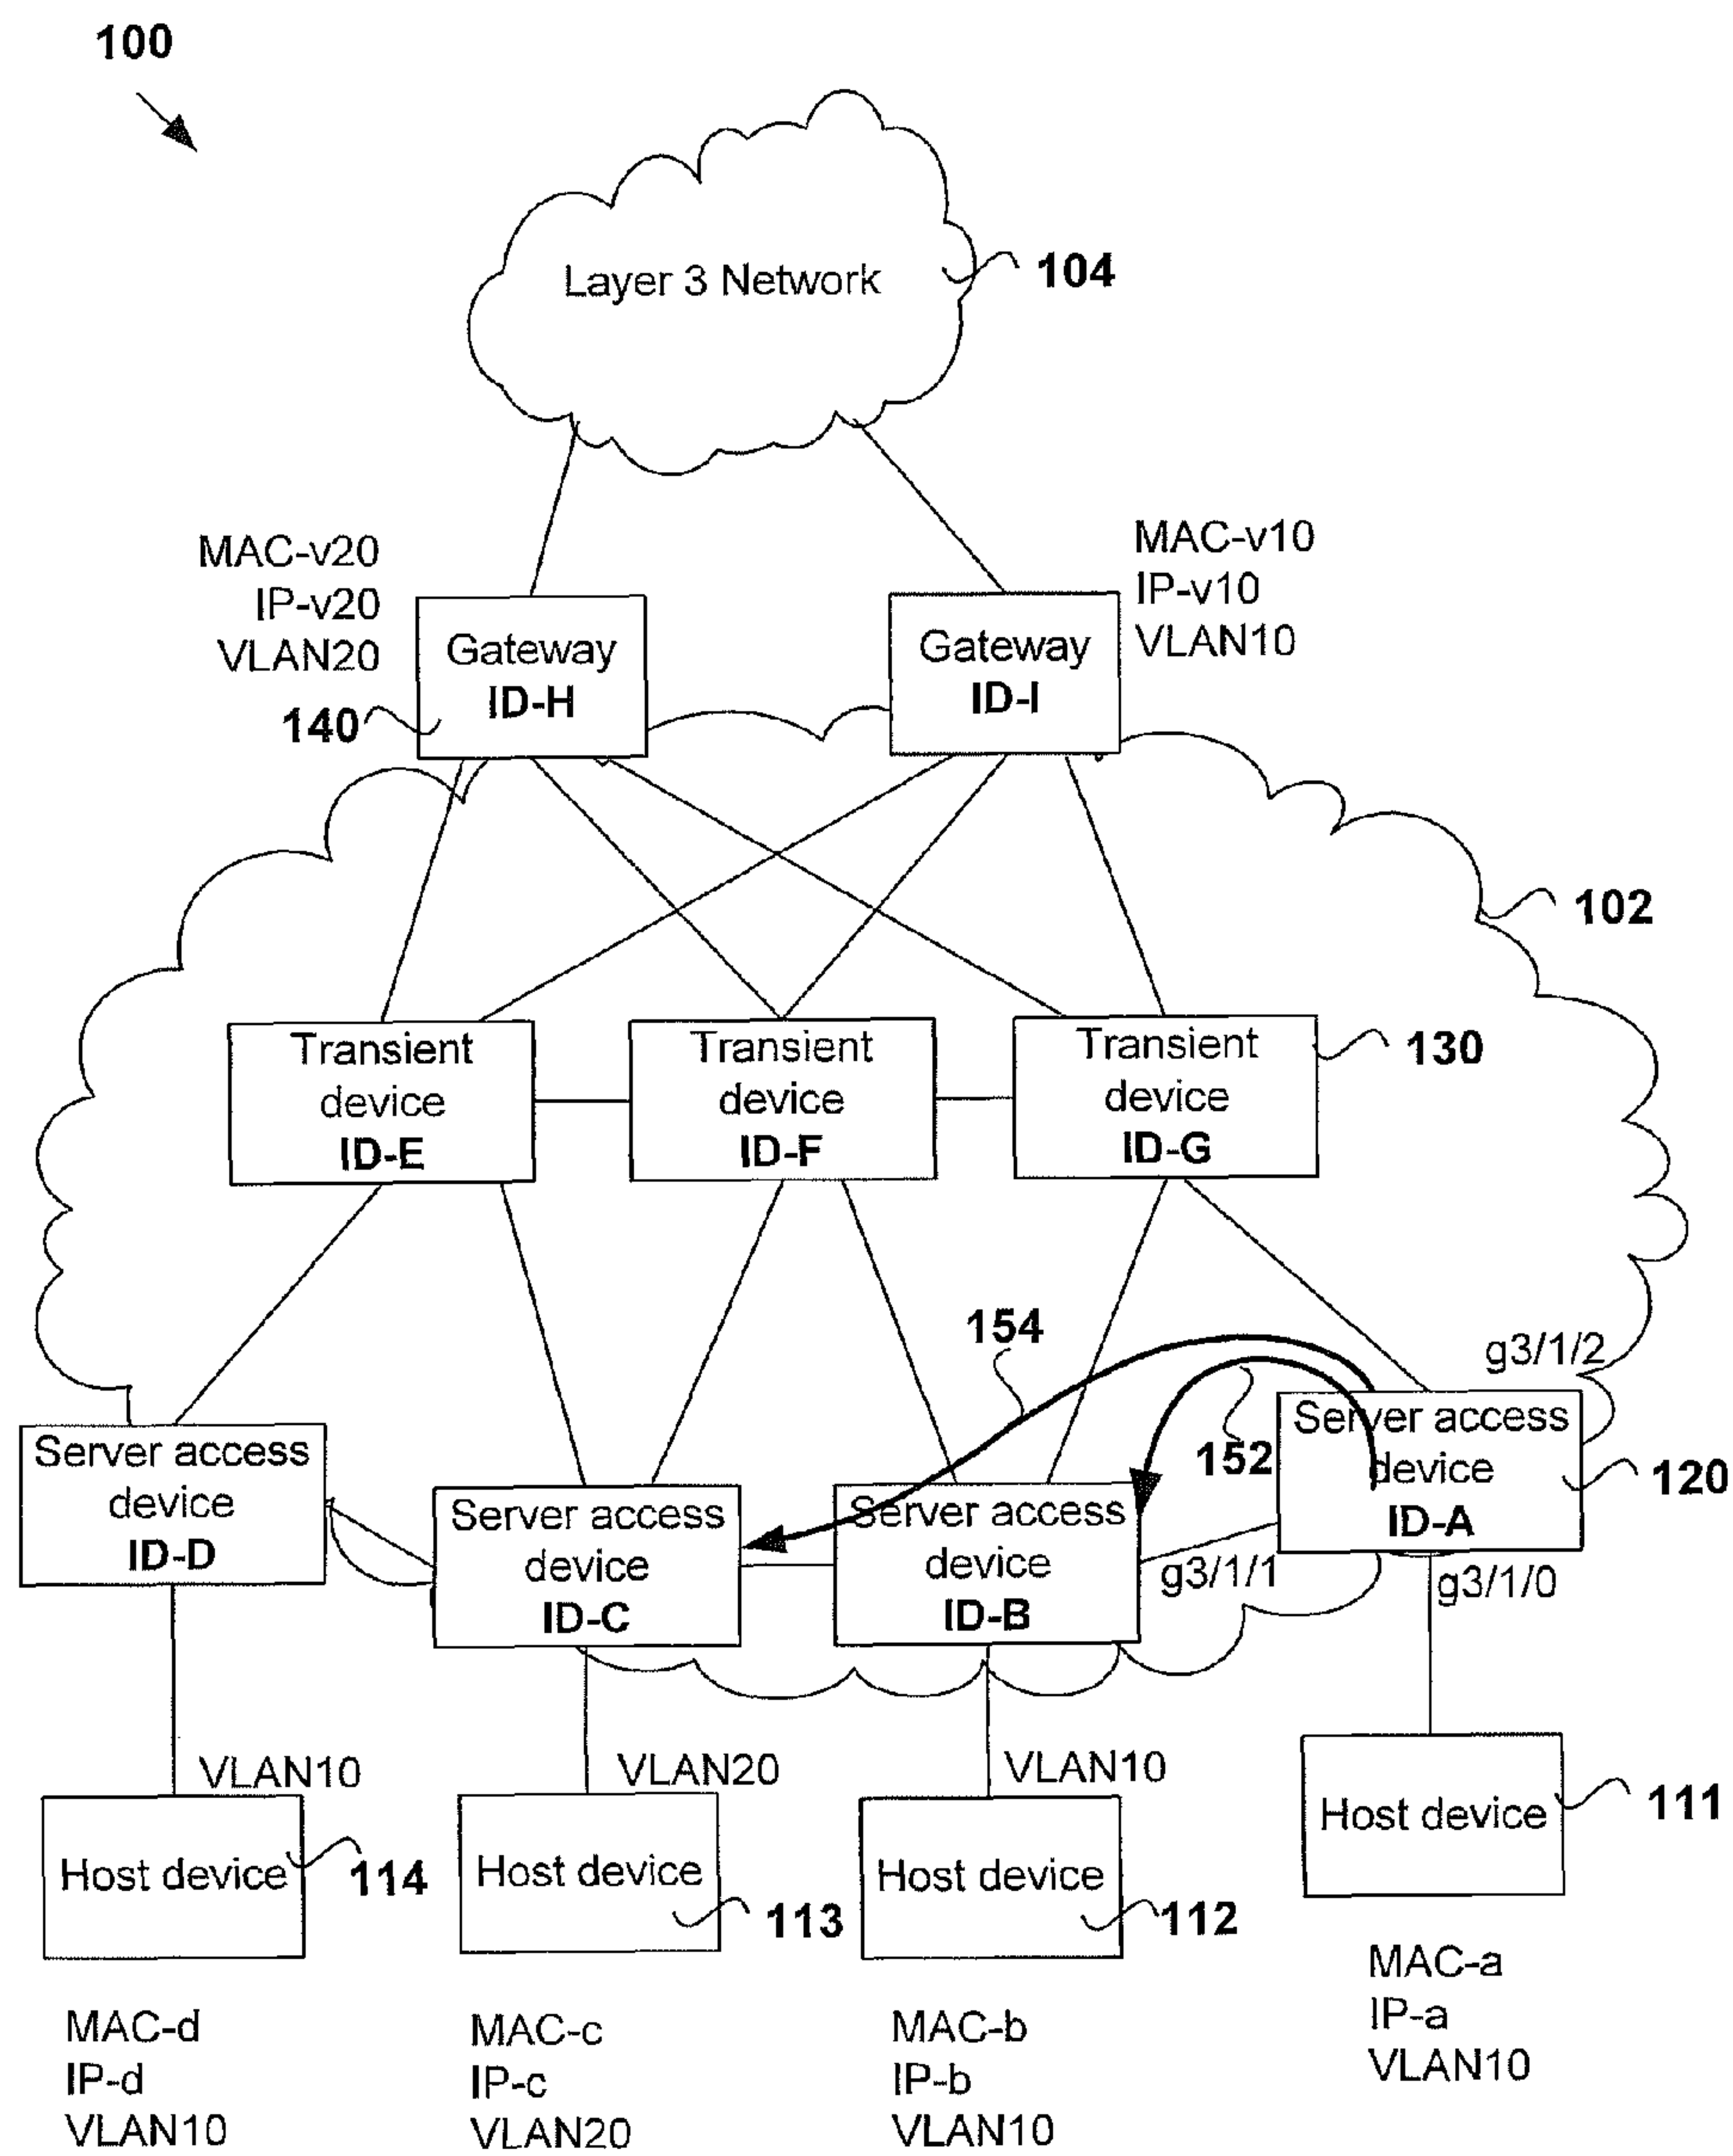 100
Layer 3 Network
104
MAC-v20
IP-v20
VLAN20
MAC-v10
IP-v10
VLAN10
Gateway
ID-H
140
Gateway
ID-I
102
Transient
device
ID-E
Transient
device
ID-F
Transient
device
ID-G
130
154
152
g3/1/2
Server access
device
ID-D
Server access
device
ID-C
Server access
device
ID-B
Server access
device
ID-A
120
g3/1/1
g3/1/0
VLAN10
VLAN20
VLAN10
Host device
114
Host device
113
Host device
112
Host device
111
MAC-d
IP-d
VLAN10
MAC-c
IP-c
VLAN20
MAC-b
IP-b
VLAN10
MAC-a
IP-a
VLAN10